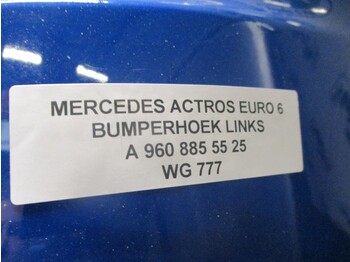 MERCEDES ACTROS EURO 6
BUMPERHOEK LINKS
A 960 885 55 25
WG 777